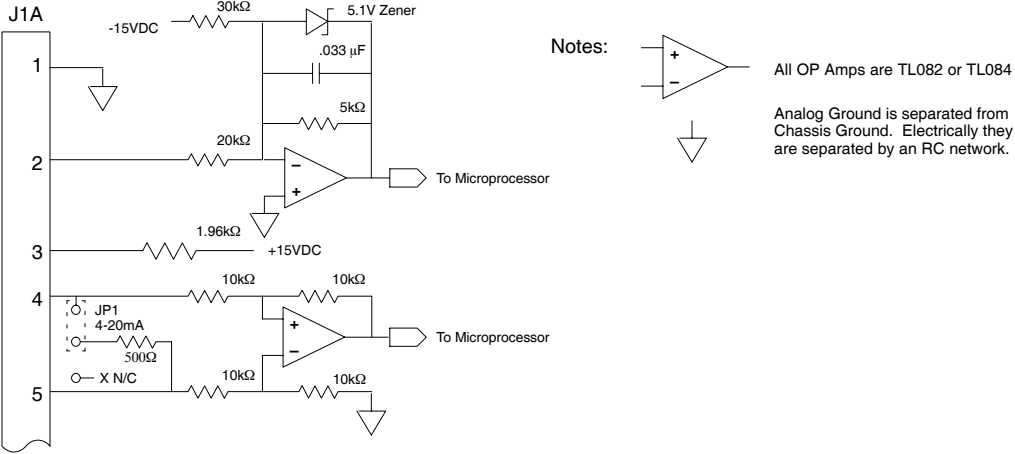 J1A
30kΩ
5.1V Zener
-15VDC
.033 µF
1
5kΩ
20kΩ
2
−
+
To Microprocessor
1.96kΩ
3
+15VDC
10kΩ
10kΩ
4
JP1
4-20mA
+
−
To Microprocessor
500Ω
X N/C
10kΩ
10kΩ
5
Notes:
+
−
All OP Amps are TL082 or TL084
Analog Ground is separated from
Chassis Ground. Electrically they
are separated by an RC network.